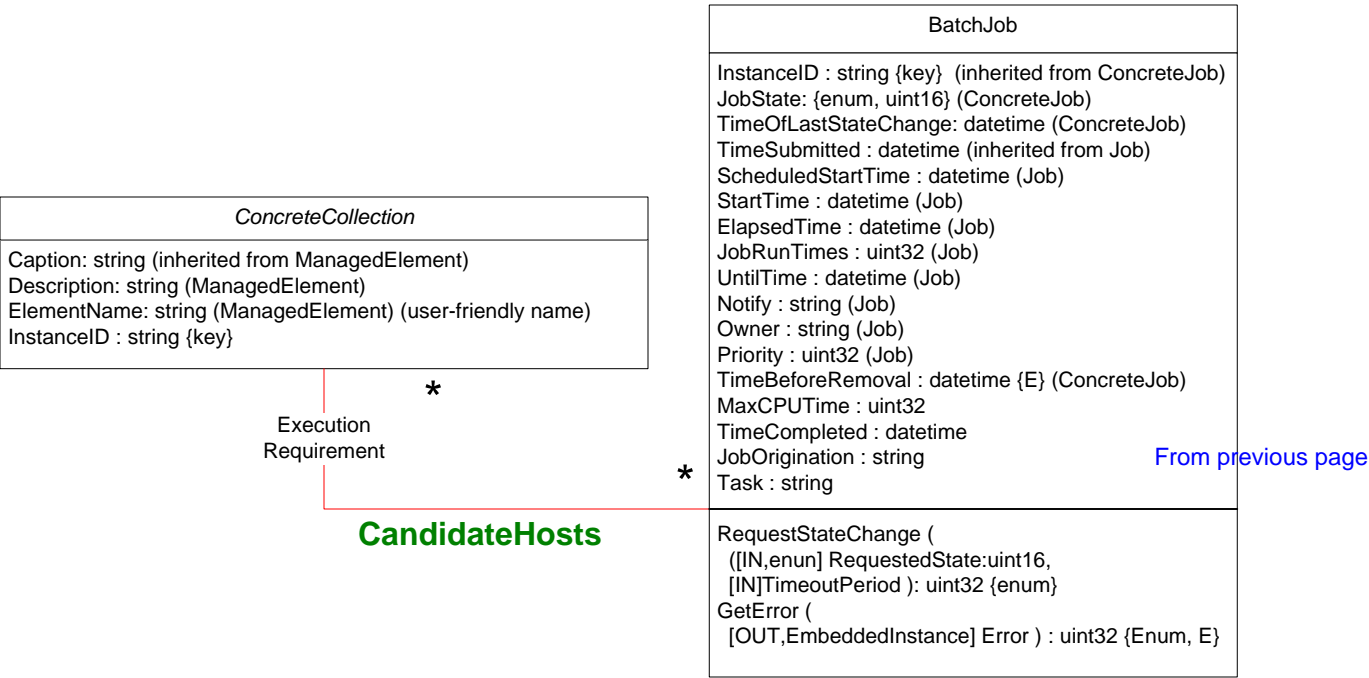 BatchJob
InstanceID : string {key}  (inherited from ConcreteJob)
JobState: {enum, uint16} (ConcreteJob)
TimeOfLastStateChange: datetime (ConcreteJob)
TimeSubmitted : datetime (inherited from Job)
ScheduledStartTime : datetime (Job)
StartTime : datetime (Job)
ElapsedTime : datetime (Job)
JobRunTimes : uint32 (Job)
UntilTime : datetime (Job)
Notify : string (Job)
Owner : string (Job)
Priority : uint32 (Job)
TimeBeforeRemoval : datetime {E} (ConcreteJob)
MaxCPUTime : uint32
TimeCompleted : datetime
JobOrigination : string
Task : string
RequestStateChange (
([IN,enun] RequestedState:uint16,
[IN]TimeoutPeriod ): uint32 {enum}
GetError (
[OUT,EmbeddedInstance] Error ) : uint32 {Enum, E}
From previous page
ConcreteCollection
Caption: string (inherited from ManagedElement)
Description: string (ManagedElement)
ElementName: string (ManagedElement) (user-friendly name)
InstanceID : string {key}
*
Execution
Requirement
*
CandidateHosts